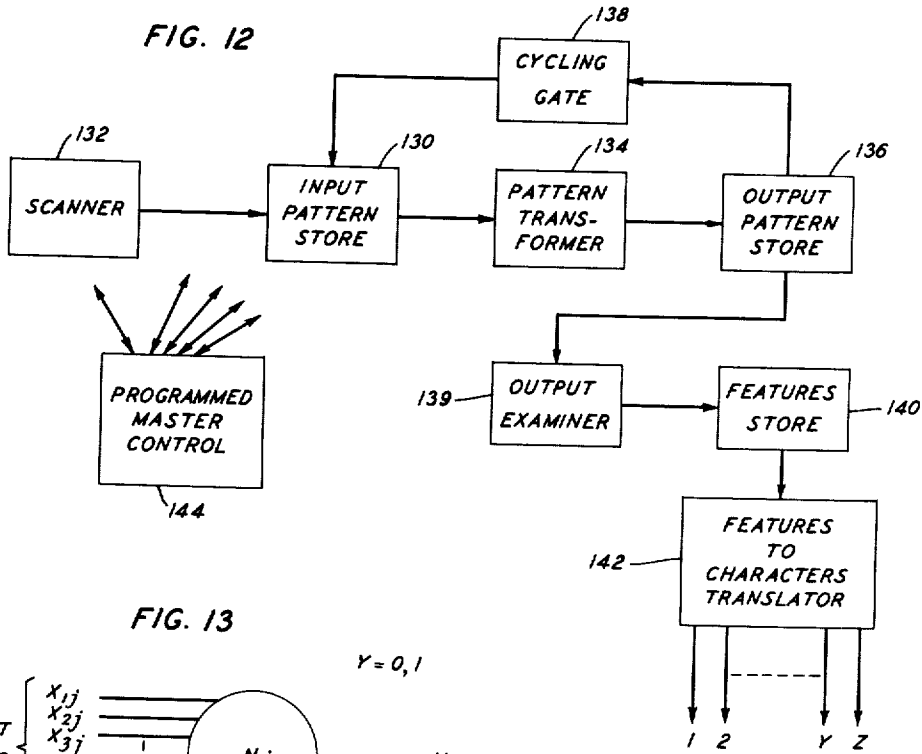 FIG. 12
138
CYCLING
GATE
132
SCANNER
130
INPUT
PATTERN
STORE
134
PATTERN
TRANS-
FORMER
136
OUTPUT
PATTERN
STORE
PROGRAMMED
MASTER
CONTROL
144
139
OUTPUT
EXAMINER
FEATURES
STORE
140
142
FEATURES
TO
CHARACTERS
TRANSLATOR
1 2 Y Z
FIG. 13
Y = 0, 1
X1j
X2j
X3j